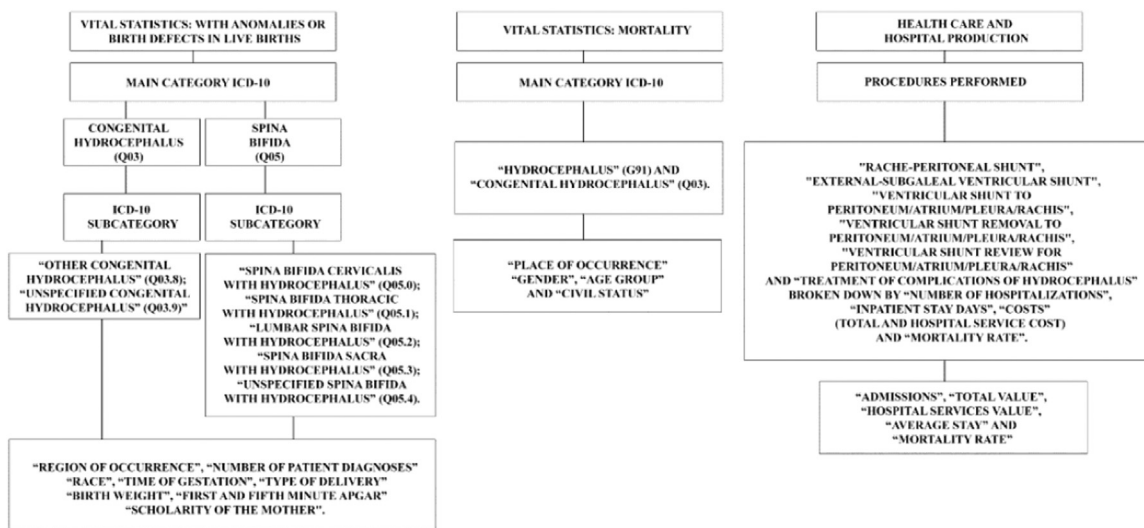 VITAL STATISTICS: WITH ANOMALIES OR
BIRTH DEFECTS IN LIVE BIRTHS
MAIN CATEGORY ICD-10
CONGENITAL
HYDROCEPHALUS
(Q03)
SPINA
BIFIDA
(Q05)
ICD-10
SUBCATEGORY
ICD-10
SUBCATEGORY
“OTHER CONGENITAL
HYDROCEPHALUS” (Q03.8);
“UNSPECIFIED CONGENITAL
HYDROCEPHALUS” (Q03.9)”
“SPINA BIFIDA CERVICALIS
WITH HYDROCEPHALUS” (Q05.0);
“SPINA BIFIDA THORACIC
WITH HYDROCEPHALUS” (Q05.1);
“LUMBAR SPINA BIFIDA
WITH HYDROCEPHALUS” (Q05.2);
“SPINA BIFIDA SACRA
WITH HYDROCEPHALUS” (Q05.3);
“UNSPECIFIED SPINA BIFIDA
WITH HYDROCEPHALUS” (Q05.4).
“REGION OF OCCURRENCE”, “NUMBER OF PATIENT DIAGNOSES”
“RACE”, “TIME OF GESTATION”, “TYPE OF DELIVERY”
“BIRTH WEIGHT”, “FIRST AND FIFTH MINUTE APGAR”
“SCHOLARITY OF THE MOTHER”.
VITAL STATISTICS: MORTALITY
MAIN CATEGORY ICD-10
“HYDROCEPHALUS” (G91) AND
“CONGENITAL HYDROCEPHALUS” (Q03).
“PLACE OF OCCURRENCE”
“GENDER”, “AGE GROUP”
AND “CIVIL STATUS”
HEALTH CARE AND
HOSPITAL PRODUCTION
PROCEDURES PERFORMED
"RACHE-PERITONEAL SHUNT",
"EXTERNAL-SUBGALEAL VENTRICULAR SHUNT",
"VENTRICULAR SHUNT TO
PERITONEUM/ATRIUM/PLEURA/RACHIS",
"VENTRICULAR SHUNT REMOVAL TO
PERITONEUM/ATRIUM/PLEURA/RACHIS",
"VENTRICULAR SHUNT REVIEW FOR
PERITONEUM/ATRIUM/PLEURA/RACHIS”
AND “TREATMENT OF COMPLICATIONS OF HYDROCEPHALUS”
BROKEN DOWN BY “NUMBER OF HOSPITALIZATIONS”,
“INPATIENT STAY DAYS”, “COSTS”
(TOTAL AND HOSPITAL SERVICE COST)
AND “MORTALITY RATE”.
“ADMISSIONS”, “TOTAL VALUE”,
“HOSPITAL SERVICES VALUE”,
“AVERAGE STAY” AND
“MORTALITY RATE”